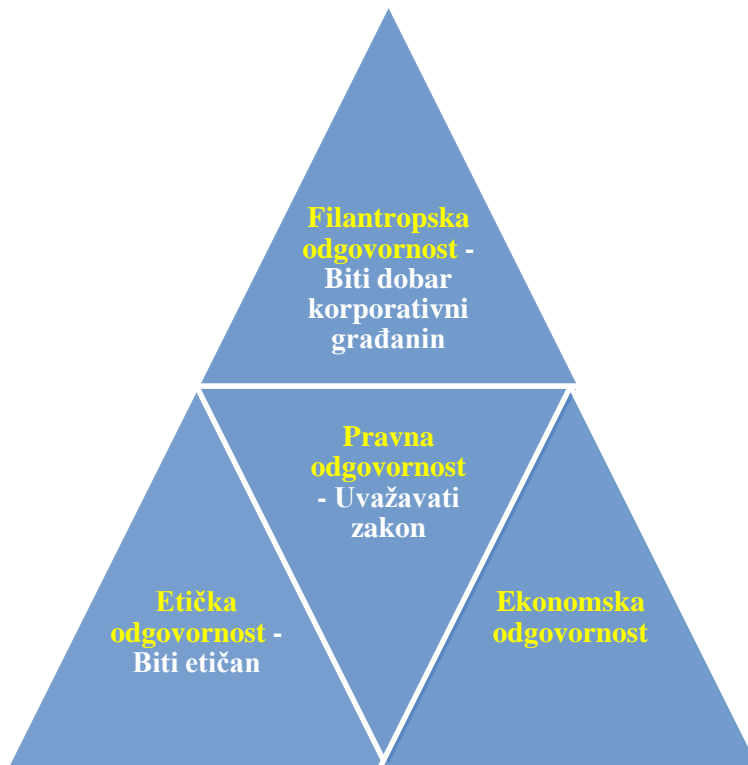 Filantropska
odgovornost -
Biti dobar
korporativni
građanin
Pravna
odgovornost
- Uvažavati
zakon
Etička
odgovornost -
Biti etičan
Ekonomska
odgovornost